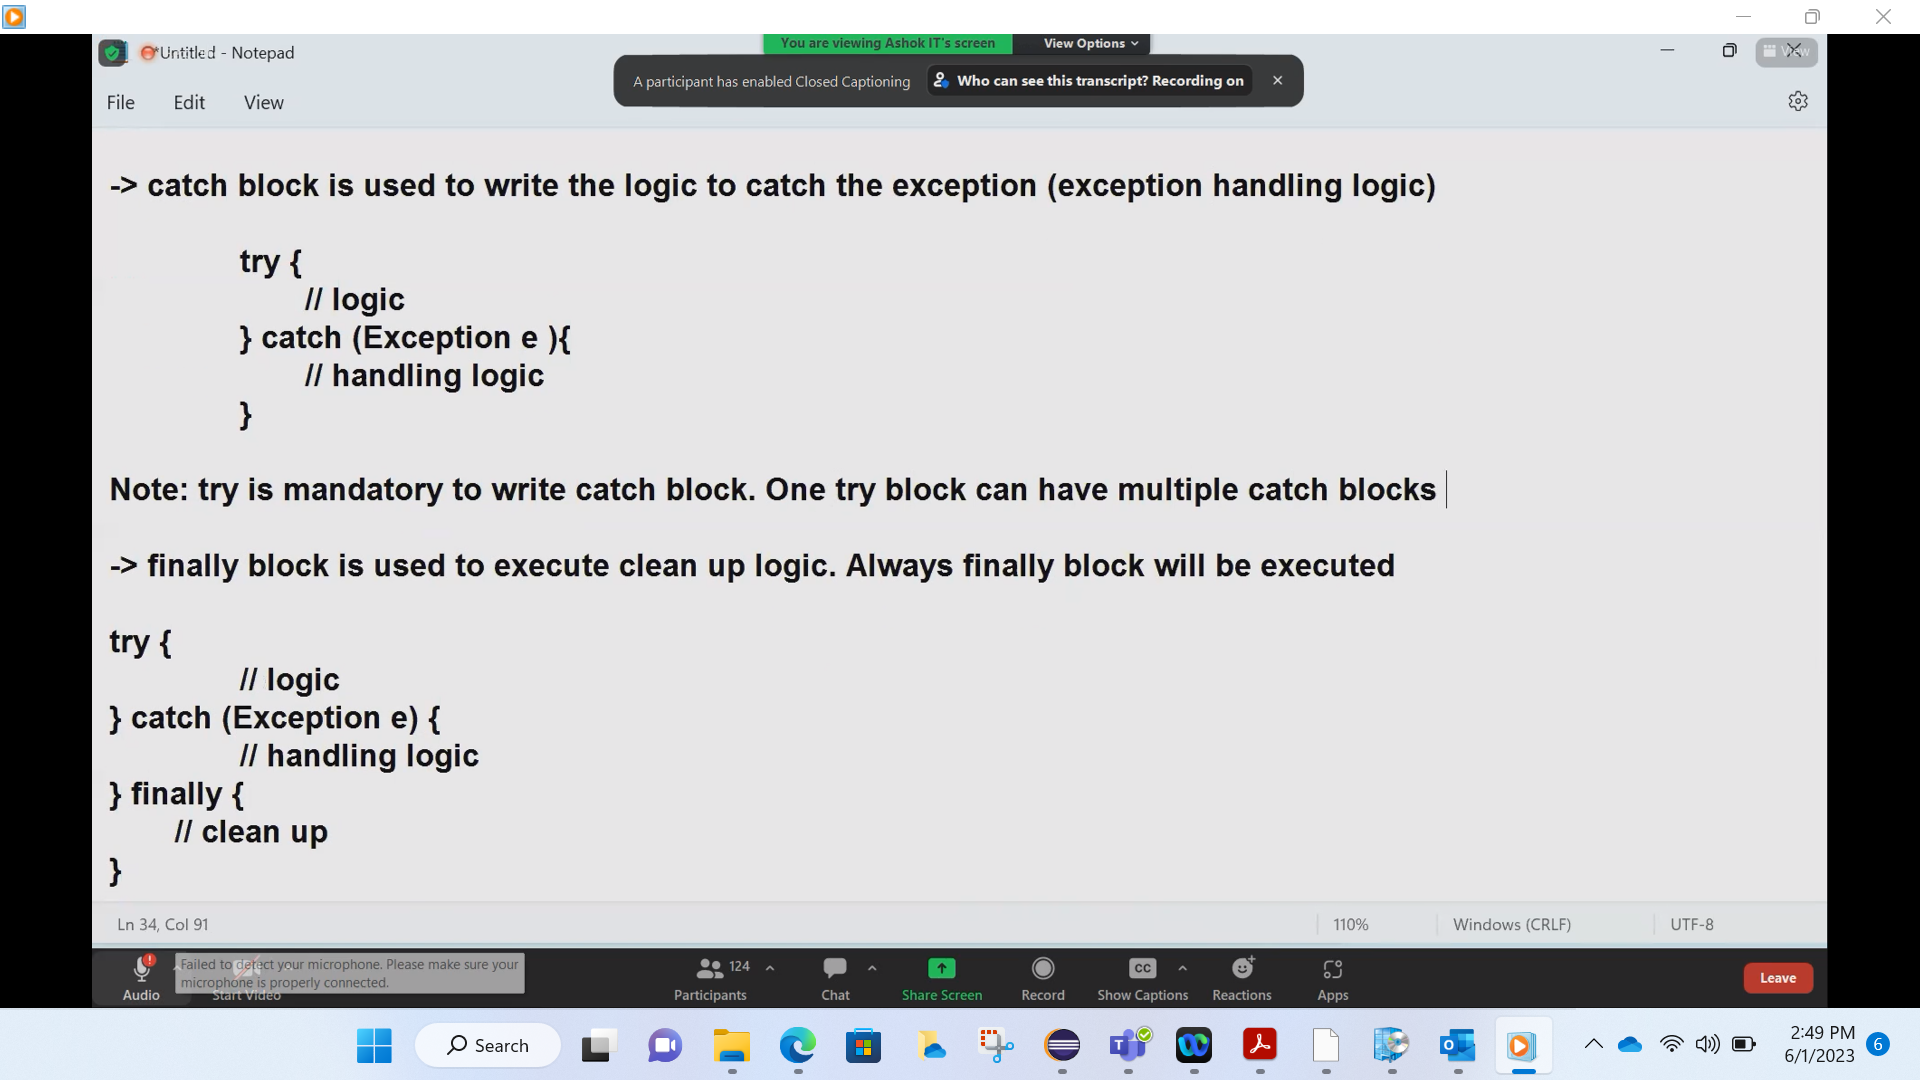 *Untitled - Notepad
You are viewing Ashok IT's screen
View Options
View
A participant has enabled Closed Captioning
Who can see this transcript? Recording on
File
Edit
View
-> catch block is used to write the logic to catch the exception (exception handling logic)
try {
// logic
} catch (Exception e ){
// handling logic
}
Note: try is mandatory to write catch block. One try block can have multiple catch blocks
-> finally block is used to execute clean up logic. Always finally block will be executed
try {
// logic
} catch (Exception e) {
// handling logic
} finally {
// clean up
}
Ln 34, Col 91
110%
Windows (CRLF)
UTF-8
Failed to detect your microphone. Please make sure your
microphone is properly connected.
Audio
Start Video
124
Participants
Chat
Share Screen
Record
CC
Show Captions
Reactions
Apps
Leave
Search
2:49 PM
6/1/2023
6